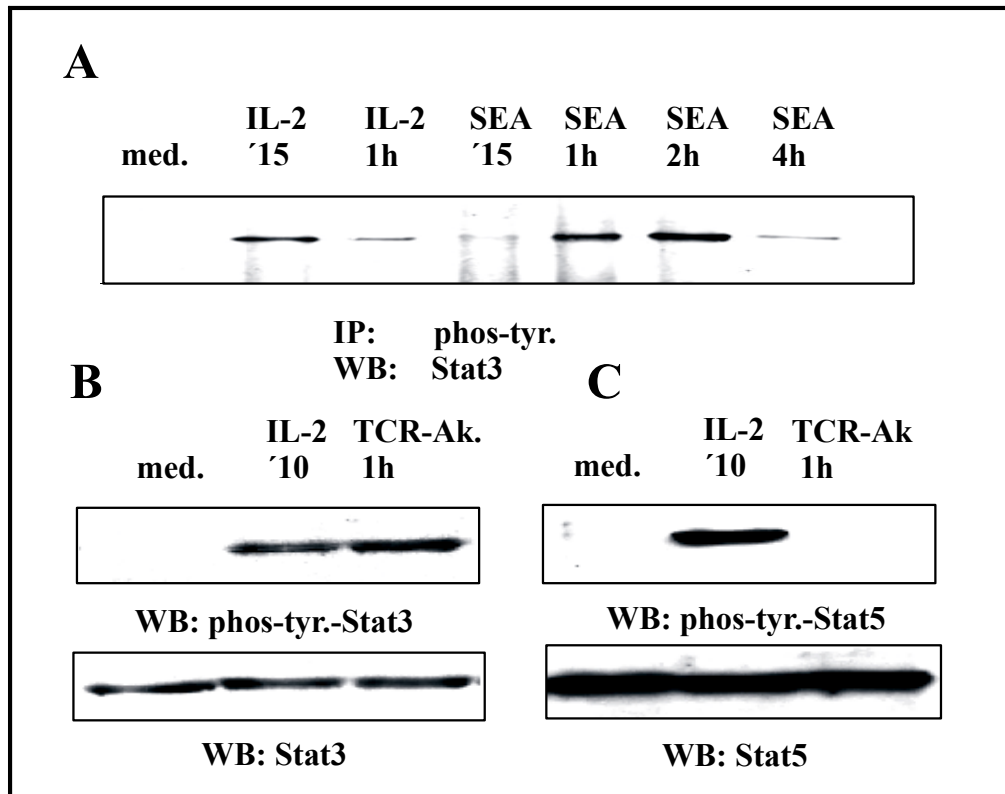 A
IL-2 IL-2 SEA SEA SEA SEA
med. ´15 1h ´15 1h 2h 4h
IP: phos-tyr.
WB: Stat3
B
IL-2 TCR-Ak.
med. ´10 1h
WB: phos-tyr.-Stat3
WB: Stat3
C
IL-2 TCR-Ak
med. ´10 1h
WB: phos-tyr.-Stat5
WB: Stat5